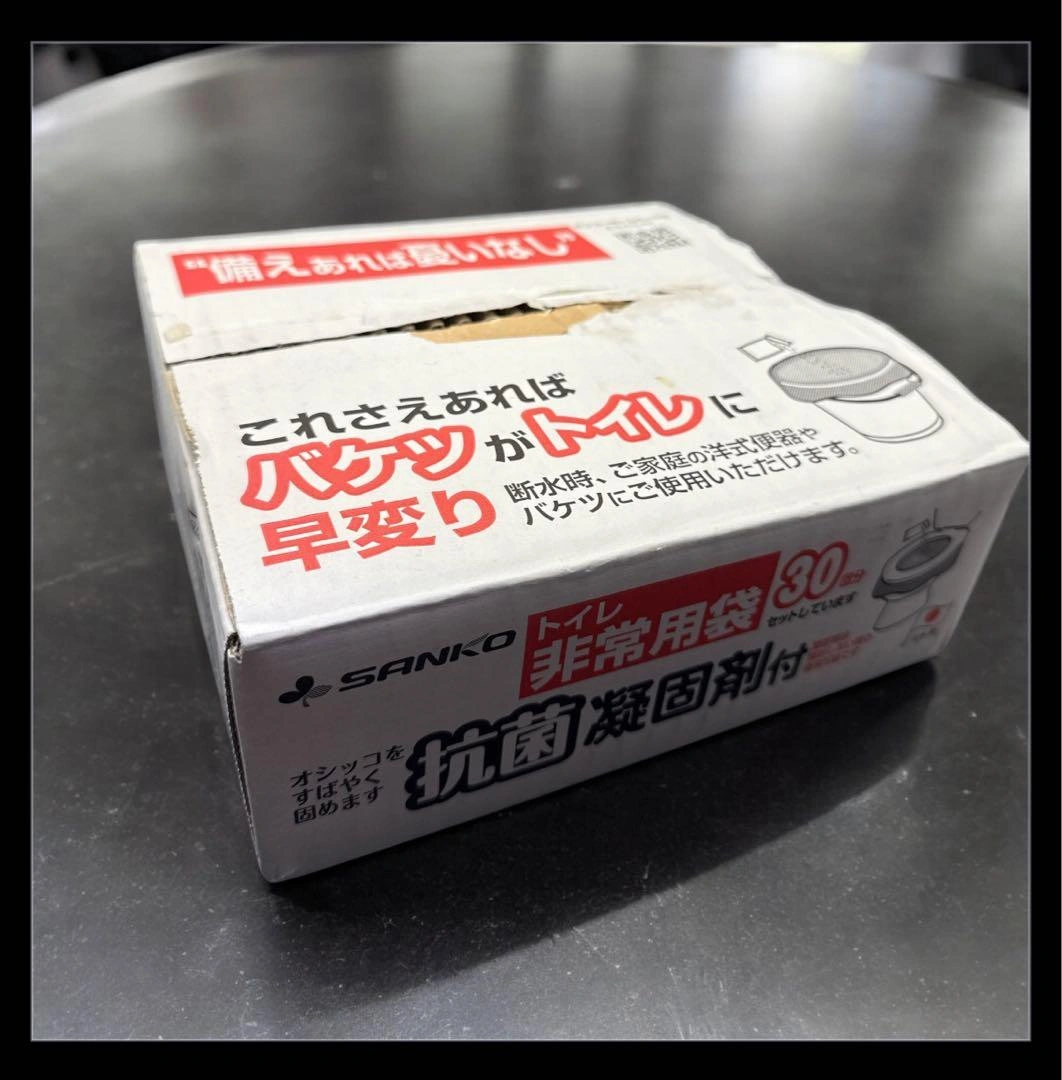 “備えあれば憂いなし”
これさえあれば
バケツがトイレに
早変り
断水時、ご家庭の洋式便器や
バケツにご使用いただけます。
SANKO
トイレ
非常用袋
30回分
セットしています
抗菌凝固剤付
オシッコを
すばやく
固めます